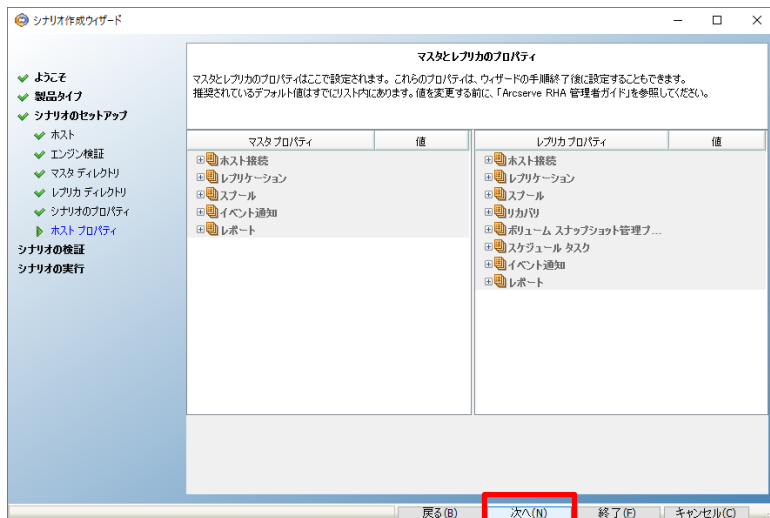 シナリオ作成ウィザード
ようこそ
製品タイプ
シナリオのセットアップ
ホスト
エンジン検証
マスタ ディレクトリ
レプリカ ディレクトリ
シナリオのプロパティ
ホスト プロパティ
シナリオの検証
シナリオの実行
マスタとレプリカのプロパティ
マスタとレプリカのプロパティはここで設定されます。これらのプロパティは、ウィザードの手順終了後に設定することもできます。
推奨されているデフォルト値はすでにリスト内にあります。値を変更する前に、「Arcserve RHA 管理者ガイド」を参照してください。
マスタ プロパティ 値
ホスト接続
レプリケーション
スプール
イベント通知
レポート
レプリカ プロパティ 値
ホスト接続
レプリケーション
スプール
リカバリ
ボリューム スナップショット管理プ...
スケジュール タスク
イベント通知
レポート
戻る(B) 次へ(N) 終了(F) キャンセル(C)